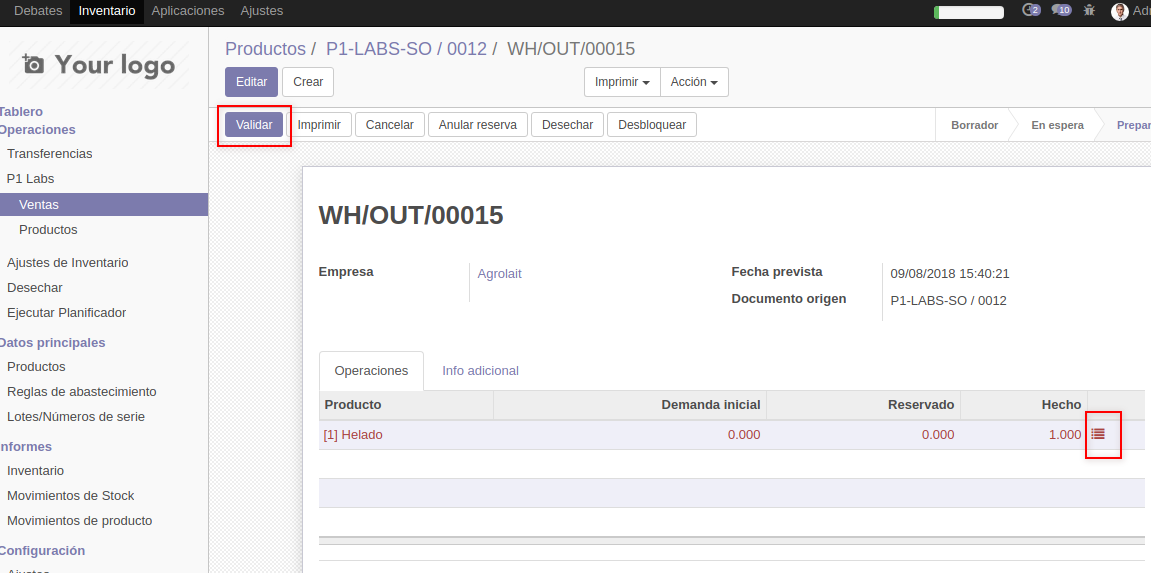 Debates Inventario Aplicaciones Ajustes 2 10
Your logo
Tablero
Operaciones
Transferencias
P1 Labs
Ventas
Productos
Ajustes de Inventario
Desechar
Ejecutar Planificador
Datos principales
Productos
Reglas de abastecimiento
Lotes/Números de serie
nformes
Inventario
Movimientos de Stock
Movimientos de producto
Configuración
Productos / P1-LABS-SO / 0012 / WH/OUT/00015
Editar Crear Imprimir Acción
Validar Imprimir Cancelar Anular reserva Desechar Desbloquear Borrador En espera Prepar
WH/OUT/00015
Empresa Agrolait Fecha prevista 09/08/2018 15:40:21
Documento origen P1-LABS-SO / 0012
Operaciones Info adicional
Producto Demanda inicial Reservado Hecho
[1] Helado 0.000 0.000 1.000